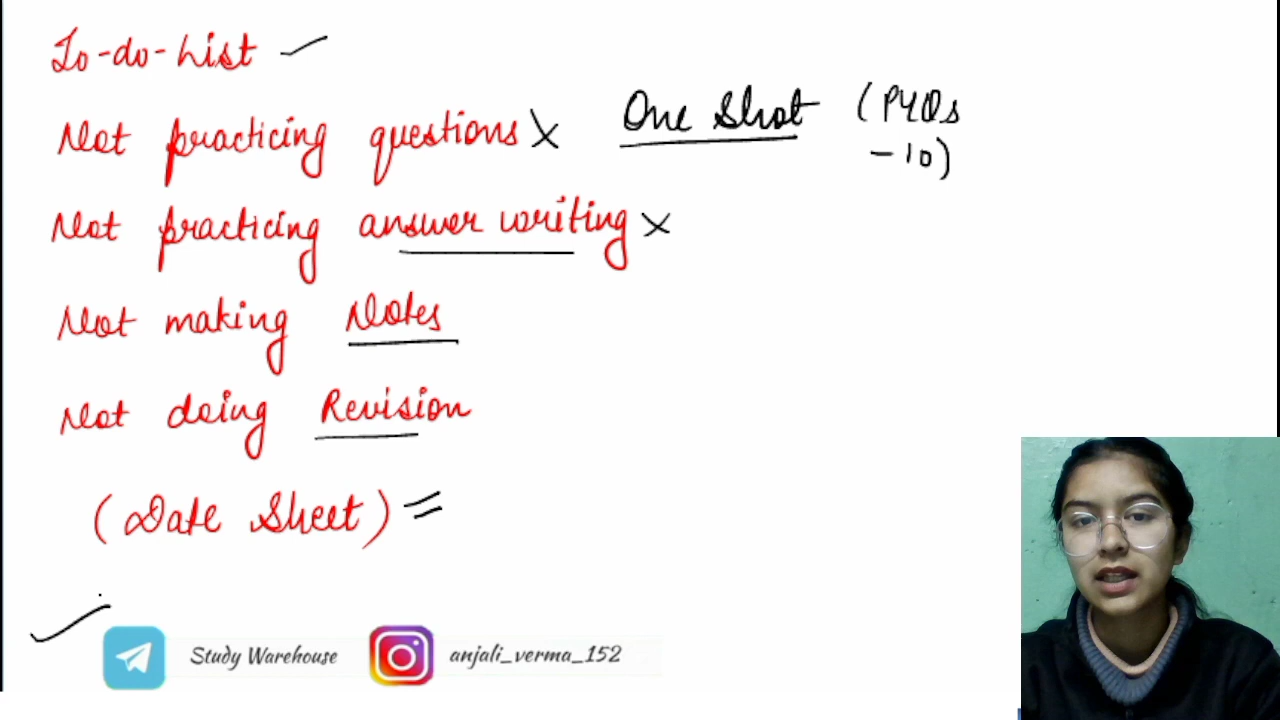 To-do-List
Not practicing questions X One Shot (PYQs
-10)
Not practicing answer writing X
Not making Notes
Not doing Revision
(Date Sheet) =
Study Warehouse anjali_verma_152